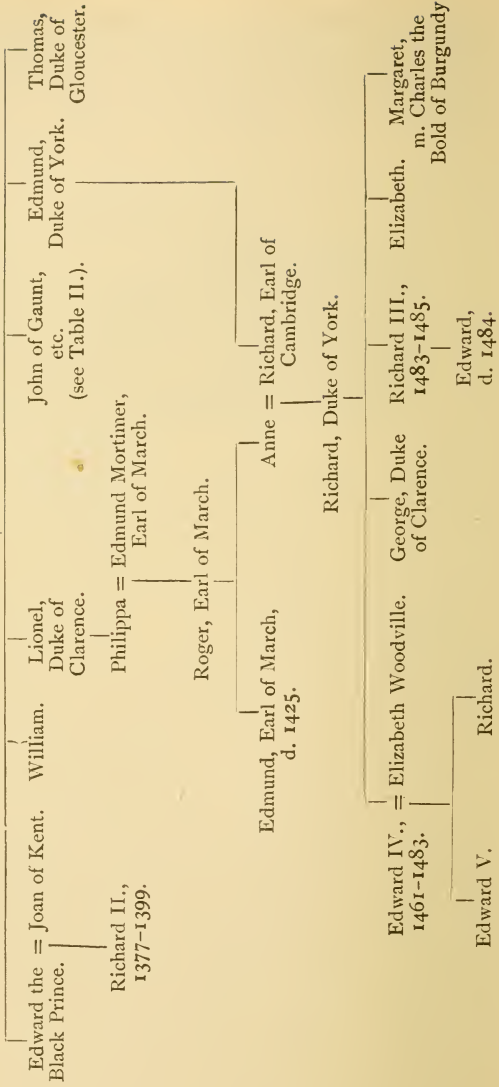 Edward the = Joan of Kent.
Black Prince.
William.
Lionel,
Duke of
Clarence.
John of Gaunt,
etc.
(see Table II.).
Edmund,
Duke of York.
Thomas,
Duke of
Gloucester.
Richard II.,
1377-1399.
Philippa = Edmund Mortimer,
Earl of March.
Roger, Earl of March.
Edmund, Earl of March,
d. 1425.
Anne = Richard, Earl of
Cambridge.
Richard, Duke of York.
Edward IV., = Elizabeth Woodville.
1461-1483.
George, Duke
of Clarence.
Richard III.,
1483-1485.
Elizabeth.
Margaret,
m. Charles the
Bold of Burgundy
Edward V.
Richard.
Edward,
d. 1484.